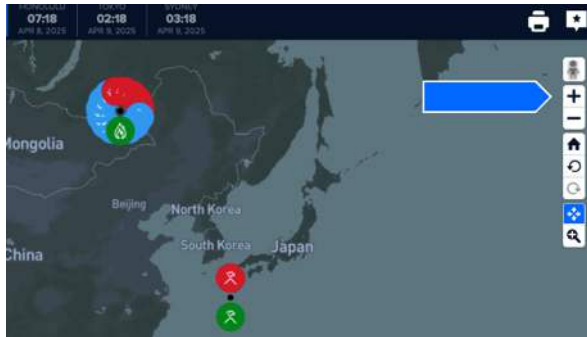 HONOLULU TOKYO SYDNEY
07:18 02:18 03:18
APR 8, 2025 APR 9, 2025 APR 9, 2025
Mongolia
Beijing
North Korea
South Korea
Japan
China